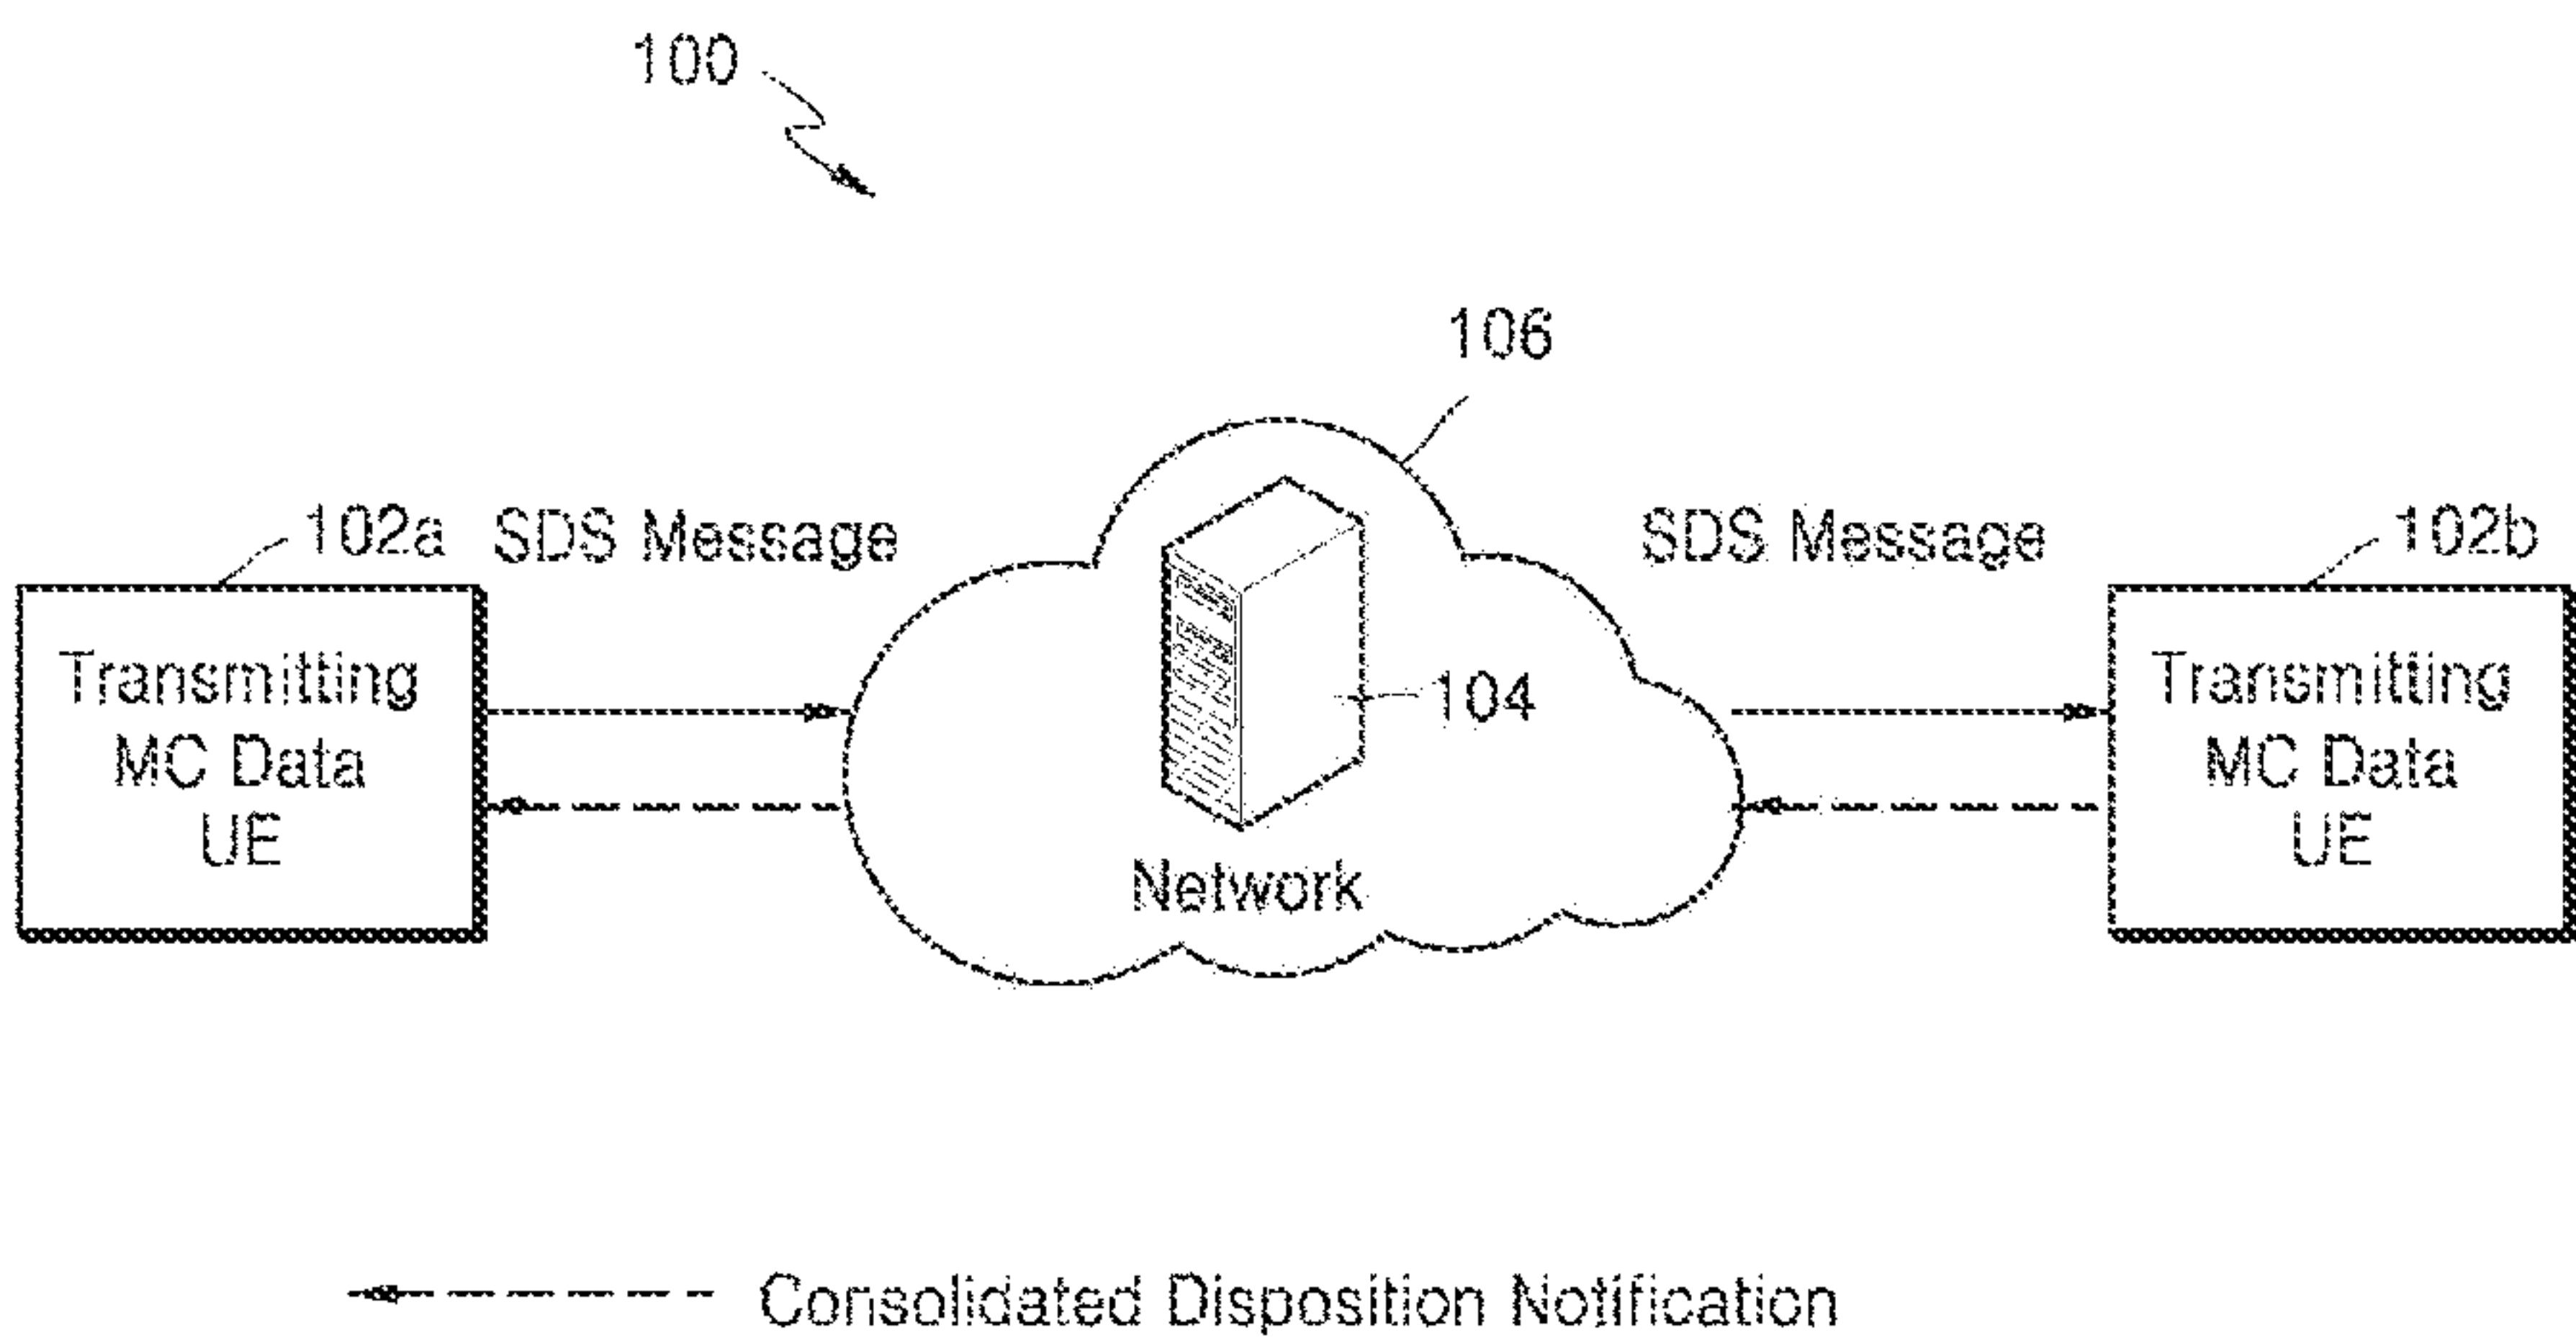 100
106
102a SDS Message
SDS Message 102b
Transmitting
MC Data
UE
104
Network
Transmitting
MC Data
UE
Consolidated Disposition Notification